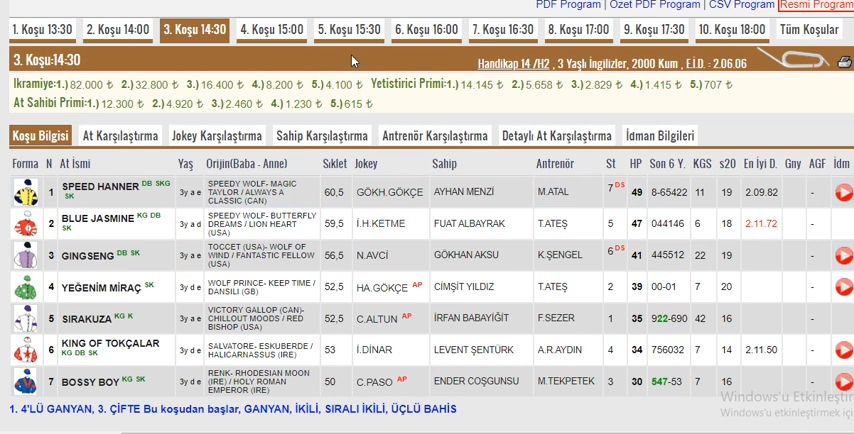 PDF Program | Özet PDF Program | CSV Program | Resmi Program
1. Koşu 13:30 2. Koşu 14:00 3. Koşu 14:30 4. Koşu 15:00 5. Koşu 15:30 6. Koşu 16:00 7. Koşu 16:30 8. Koşu 17:00 9. Koşu 17:30 10. Koşu 18:00 Tüm Koşular
3. Koşu:14:30 Handikap 14 /H2 , 3 Yaşlı İngilizler, 2000 Kum , E.İ.D. : 2.06.06
Ikramiye:1.) 82.000 ₺ 2.) 32.800 ₺ 3.) 16.400 ₺ 4.) 8.200 ₺ 5.) 4.100 ₺ Yetistirici Primi:1.) 14.145 ₺ 2.) 5.658 ₺ 3.) 2.829 ₺ 4.) 1.415 ₺ 5.) 707 ₺
At Sahibi Primi:1.) 12.300 ₺ 2.) 4.920 ₺ 3.) 2.460 ₺ 4.) 1.230 ₺ 5.) 615 ₺
Koşu Bilgisi At Karşılaştırma Jokey Karşılaştırma Sahip Karşılaştırma Antrenör Karşılaştırma Detaylı At Karşılaştırma İdman Bilgileri
Forma N At İsmi Yaş Orijin(Baba - Anne) Sıklet Jokey Sahip Antrenör St HP Son 6 Y. KGS s20 En İyi D. Gny AGF İdm
1 SPEED HANNER DB SKG SK 3y a e SPEEDY WOLF- MAGIC TAYLOR / ALWAYS A CLASSIC (CAN) 60,5 GÖKH.GÖKÇE AYHAN MENZİ M.ATAL 7 DS 49 8-65422 11 19 2.09.82 -
2 BLUE JASMINE KG DB SK 3y a d SPEEDY WOLF- BUTTERFLY DREAMS / LION HEART (USA) 59,5 İ.H.KETME FUAT ALBAYRAK T.ATEŞ 5 47 044146 6 18 2.11.72 -
3 GINGSENG DB SK 3y a e TOCCET (USA)- WOLF OF WIND / FANTASTIC FELLOW (USA) 56,5 N.AVCİ GÖKHAN AKSU K.ŞENGEL 6 DS 41 445512 22 19 -
4 YEĞENİM MİRAÇ SK 3y d e WOLF PRINCE- KEEP TIME / DANSILI (GB) 52,5 HA.GÖKÇE AP CİMŞİT YILDIZ T.ATEŞ 2 39 00-01 7 20 -
5 SIRAKUZA KG K 3y a e VICTORY GALLOP (CAN)- CHILLOUT MOODS / RED BISHOP (USA) 52,5 C.ALTUN AP İRFAN BABAYİĞİT F.SEZER 1 35 922-690 42 16 -
6 KING OF TOKÇALAR KG DB SK 3y d e SALVATORE- ESKUBERDE / HALICARNASSUS (IRE) 53 İ.DİNAR LEVENT ŞENTÜRK A.R.AYDIN 4 34 756032 7 14 2.11.50 -
7 BOSSY BOY KG SK 3y d e RENK- RHODESIAN MOON (IRE) / HOLY ROMAN EMPEROR (IRE) 50 C.PASO AP ENDER COŞGUNSU M.TEKPETEK 3 30 547-53 7 16 -
1. 4'LÜ GANYAN, 3. ÇİFTE Bu koşudan başlar, GANYAN, İKİLİ, SIRALI İKİLİ, ÜÇLÜ BAHİS
Windows'u Etkinleştir
Windows'u etkinleştirmek içi